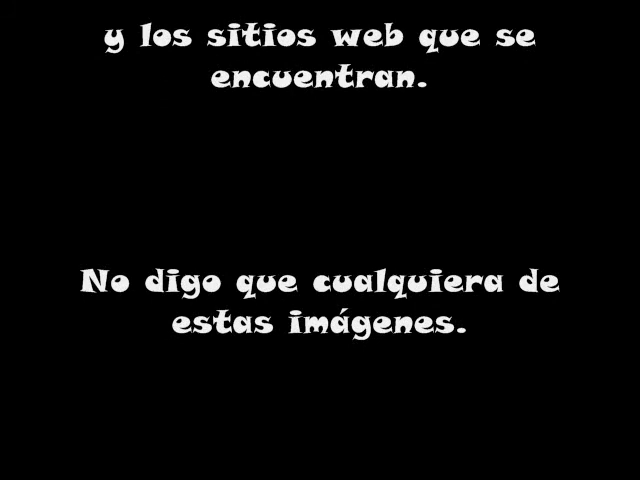 y los sitios web que se
encuentran.
No digo que cualquiera de
estas imágenes.